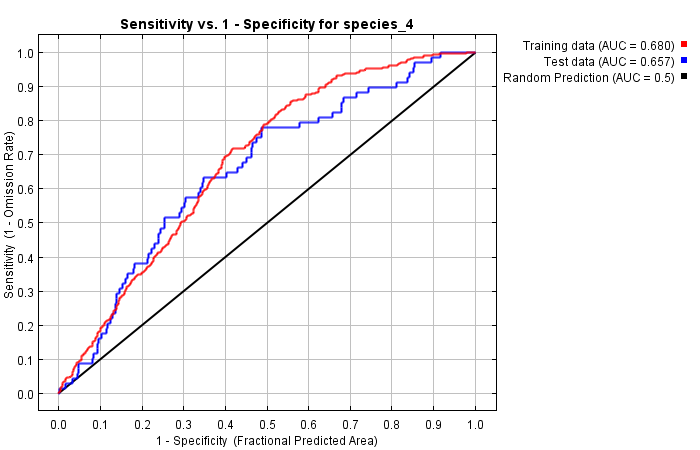 Sensitivity vs. 1 - Specificity for species_4
Training data (AUC = 0.680)
Test data (AUC = 0.657)
Random Prediction (AUC = 0.5)
Sensitivity (1 - Omission Rate)
1.0
0.9
0.8
0.7
0.6
0.5
0.4
0.3
0.2
0.1
0.0
0.0 0.1 0.2 0.3 0.4 0.5 0.6 0.7 0.8 0.9 1.0
1 - Specificity (Fractional Predicted Area)